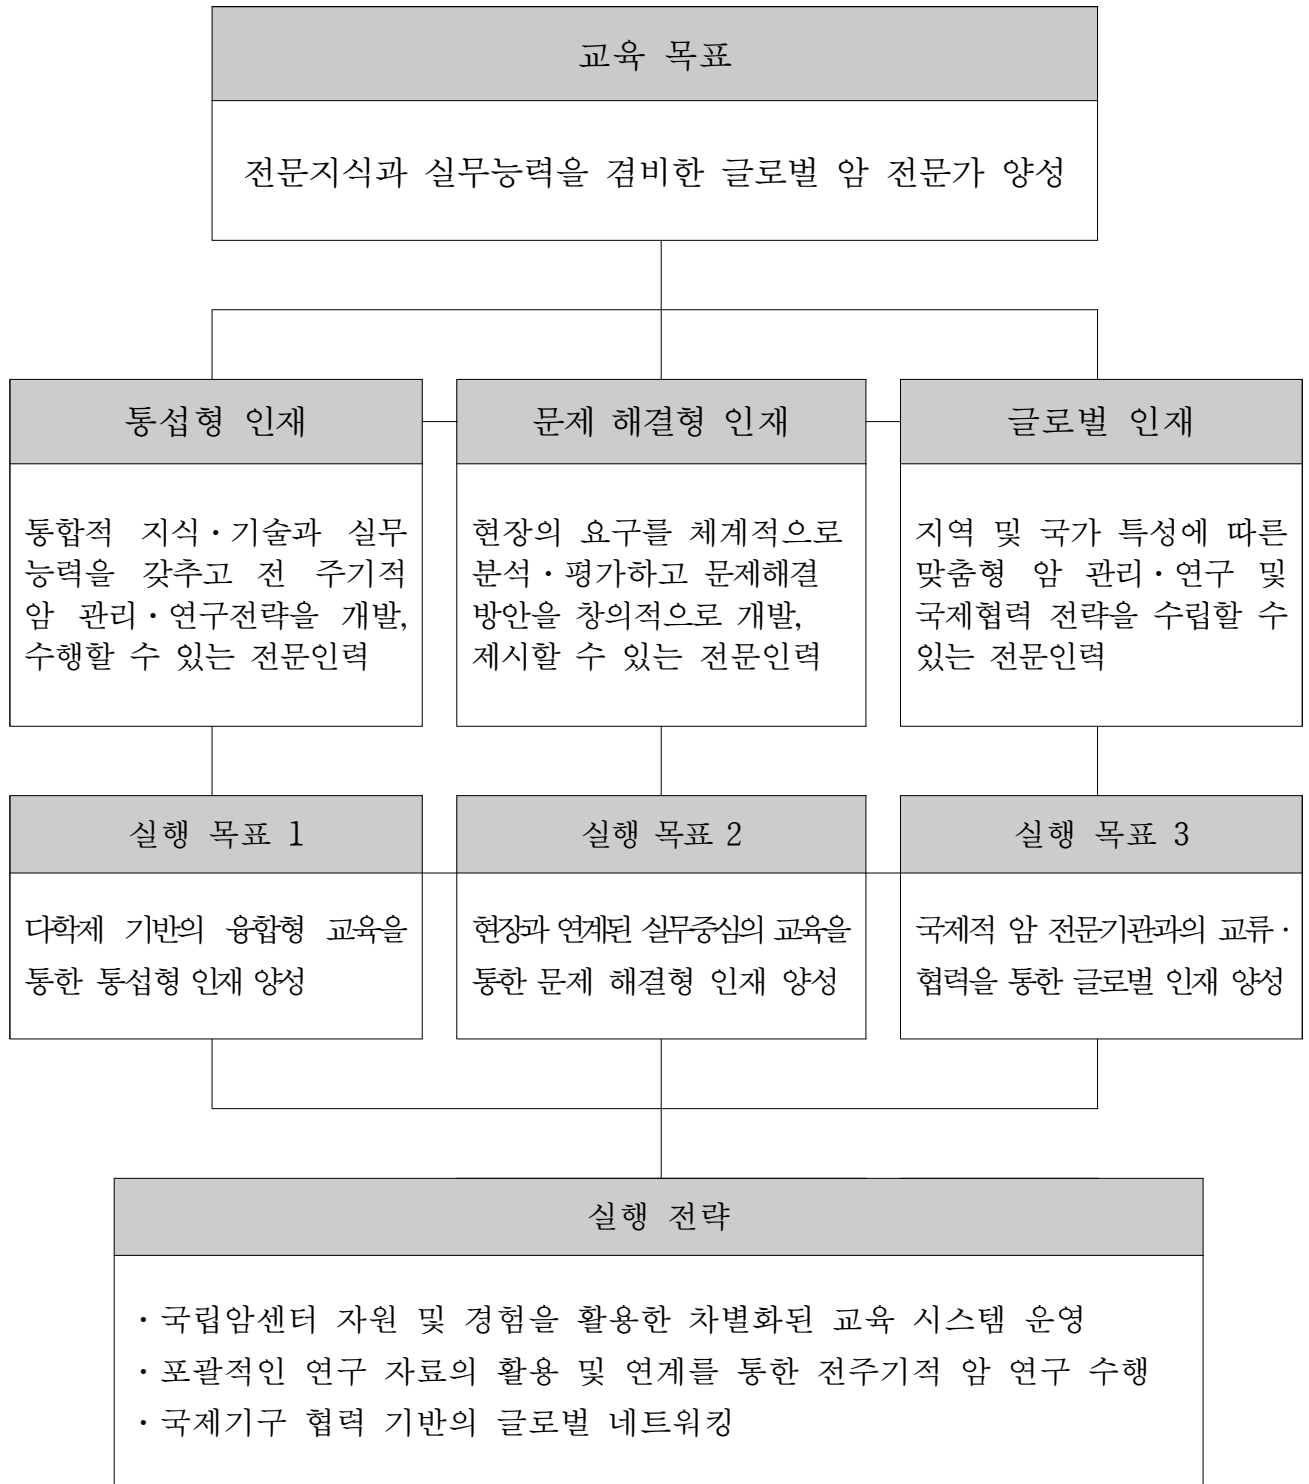 교육 목표
전문지식과 실무능력을 겸비한 글로벌 암 전문가 양성
통섭형 인재
통합적 지식·기술과 실무
능력을 갖추고 전 주기적
암 관리·연구전략을 개발,
수행할 수 있는 전문인력
문제 해결형 인재
현장의 요구를 체계적으로
분석·평가하고 문제해결
방안을 창의적으로 개발,
제시할 수 있는 전문인력
글로벌 인재
지역 및 국가 특성에 따른
맞춤형 암 관리·연구 및
국제협력 전략을 수립할 수
있는 전문인력
실행 목표 1
다학제 기반의 융합형 교육을
통한 통섭형 인재 양성
실행 목표 2
현장과 연계된 실무중심의 교육을
통한 문제 해결형 인재 양성
실행 목표 3
국제적 암 전문기관과의 교류·
협력을 통한 글로벌 인재 양성
실행 전략
·국립암센터 자원 및 경험을 활용한 차별화된 교육 시스템 운영
·포괄적인 연구 자료의 활용 및 연계를 통한 전주기적 암 연구 수행
·국제기구 협력 기반의 글로벌 네트워킹